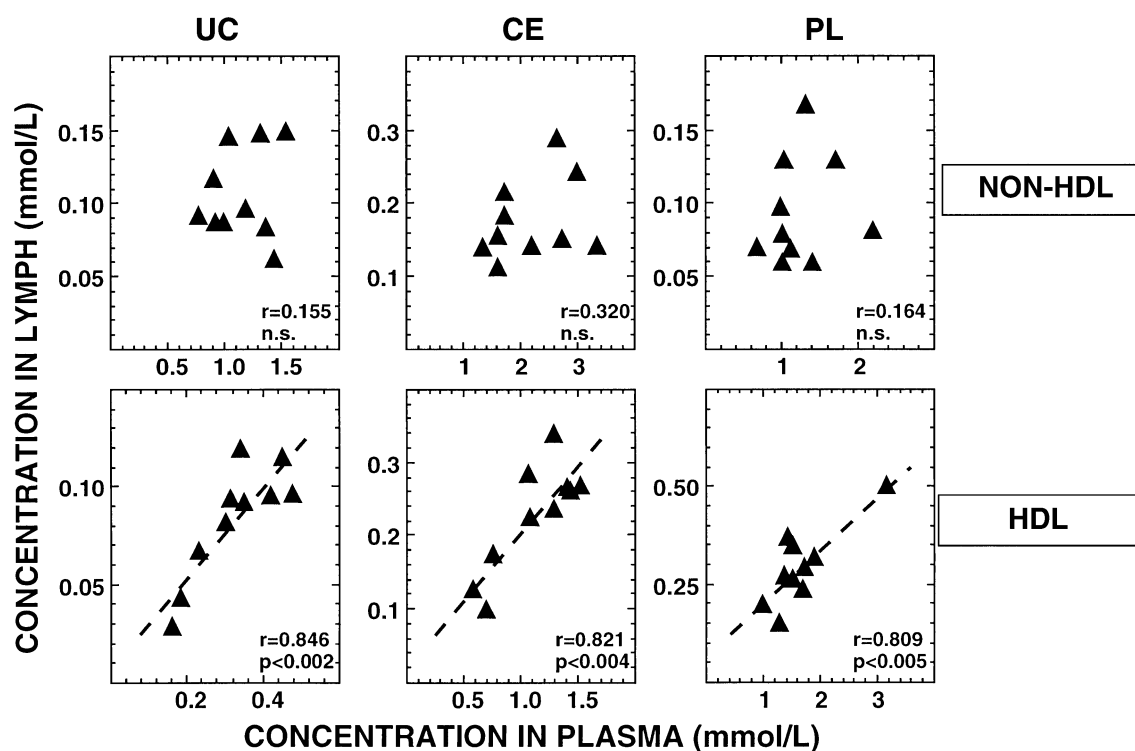 UC CE PL
CONCENTRATION IN LYMPH (mmol/L)
0.15
0.10
0.05
r=0.155
n.s.
0.5 1.0 1.5
0.3
0.2
0.1
r=0.320
n.s.
1 2 3
0.15
0.10
0.05
r=0.164
n.s.
1 2
NON-HDL
0.10
0.05
r=0.846
p<0.002
0.2 0.4
0.3
0.2
0.1
r=0.821
p<0.004
0.5 1.0 1.5
0.50
0.25
r=0.809
p<0.005
1 2 3
HDL
CONCENTRATION IN PLASMA (mmol/L)